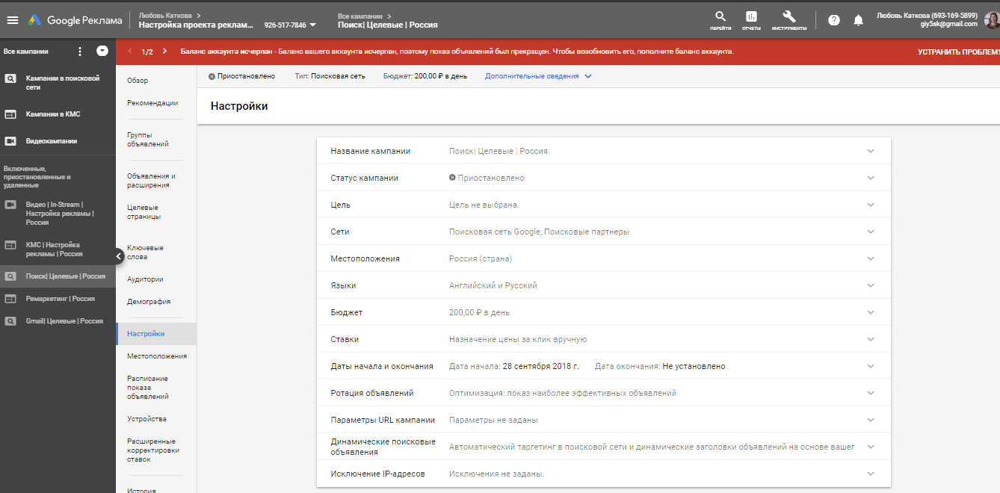 Google Реклама
Любовь Каткова >
Настройка проекта реклам... 926-517-7846
Все кампании >
Поиск| Целевые | Россия
ПЕРЕЙТИ
ОТЧЕТЫ
ИНСТРУМЕНТЫ
Любовь Каткова (693-169-5899)
giy5sk@gmail.com
Все кампании
1/2
Баланс аккаунта исчерпан - Баланс вашего аккаунта исчерпан, поэтому показ объявлений был прекращен. Чтобы возобновить его, пополните баланс аккаунта.
УСТРАНИТЬ ПРОБЛЕМУ
Кампании в поисковой
сети
Кампании в КМС
Видеокампании
Включенные,
приостановленные и
удаленные
Видео | In-Stream |
Настройка рекламы |
Россия
КМС | Настройка
рекламы | Россия
Поиск| Целевые | Россия
Ремаркетинг | Россия
Gmail| Целевые | Россия
Обзор
Рекомендации
Группы
объявлений
Объявления и
расширения
Целевые
страницы
Ключевые
слова
Аудитории
Демография
Настройки
Местоположения
Расписание
показа
объявлений
Устройства
Расширенные
корректировки
ставок
История
Приостановлено Тип: Поисковая сеть Бюджет: 200,00 ₽ в день Дополнительные сведения
Настройки
Название кампании Поиск| Целевые | Россия
Статус кампании Приостановлено
Цель Цель не выбрана.
Сети Поисковая сеть Google, Поисковые партнеры
Местоположения Россия (страна)
Языки Английский и Русский
Бюджет 200,00 ₽ в день
Ставки Назначение цены за клик вручную
Даты начала и окончания Дата начала: 28 сентября 2018 г. Дата окончания: Не установлено
Ротация объявлений Оптимизация: показ наиболее эффективных объявлений
Параметры URL кампании Параметры не заданы
Динамические поисковые
объявления
Автоматический таргетинг в поисковой сети и динамические заголовки объявлений на основе вашег
Исключение IP-адресов Исключения не заданы.